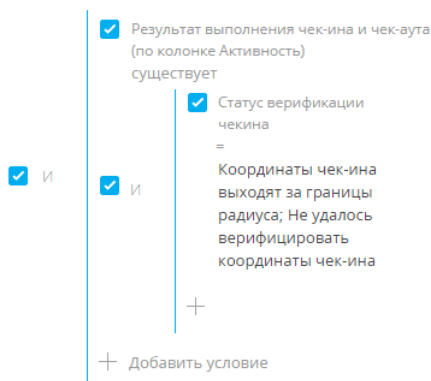 Результат выполнения чек-ина и чек-аута
(по колонке Активность)
существует
Статус верификации
чекина
=
Координаты чек-ина
выходят за границы
радиуса; Не удалось
верифицировать
координаты чек-ина
И
И
Добавить условие